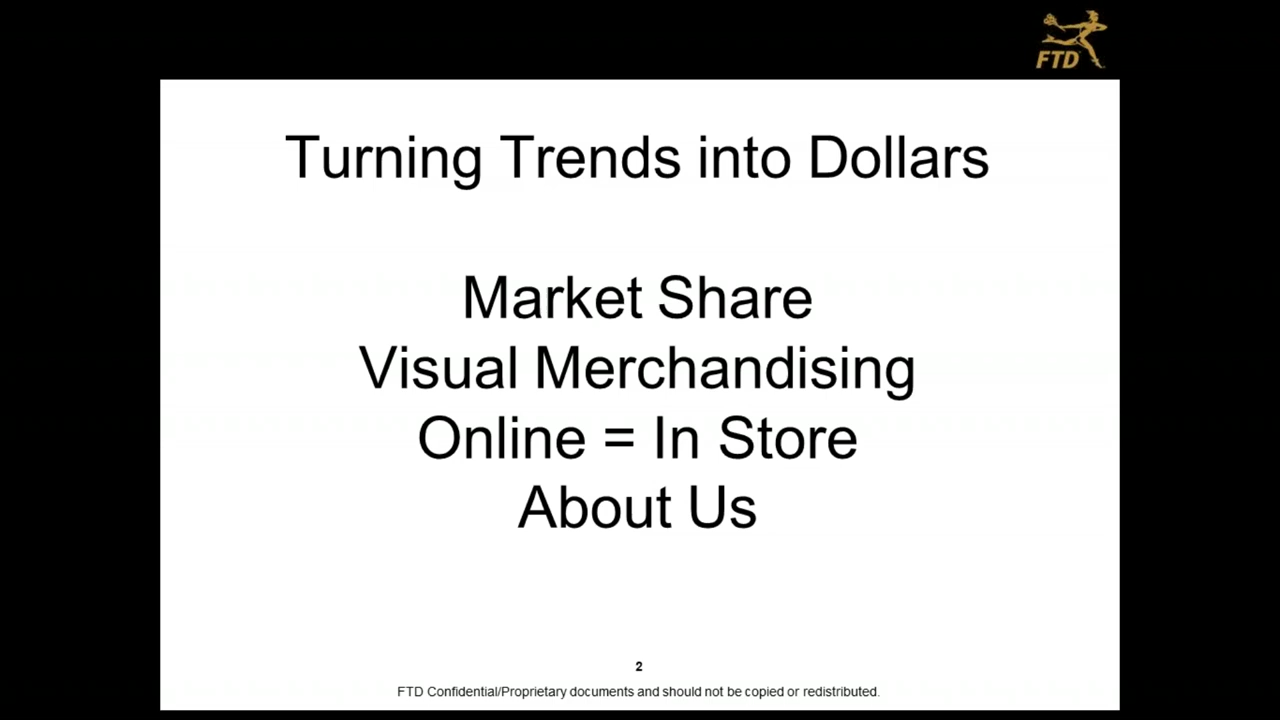 FTD
Turning Trends into Dollars
Market Share
Visual Merchandising
Online = In Store
About Us
2
FTD Confidential/Proprietary documents and should not be copied or redistributed.